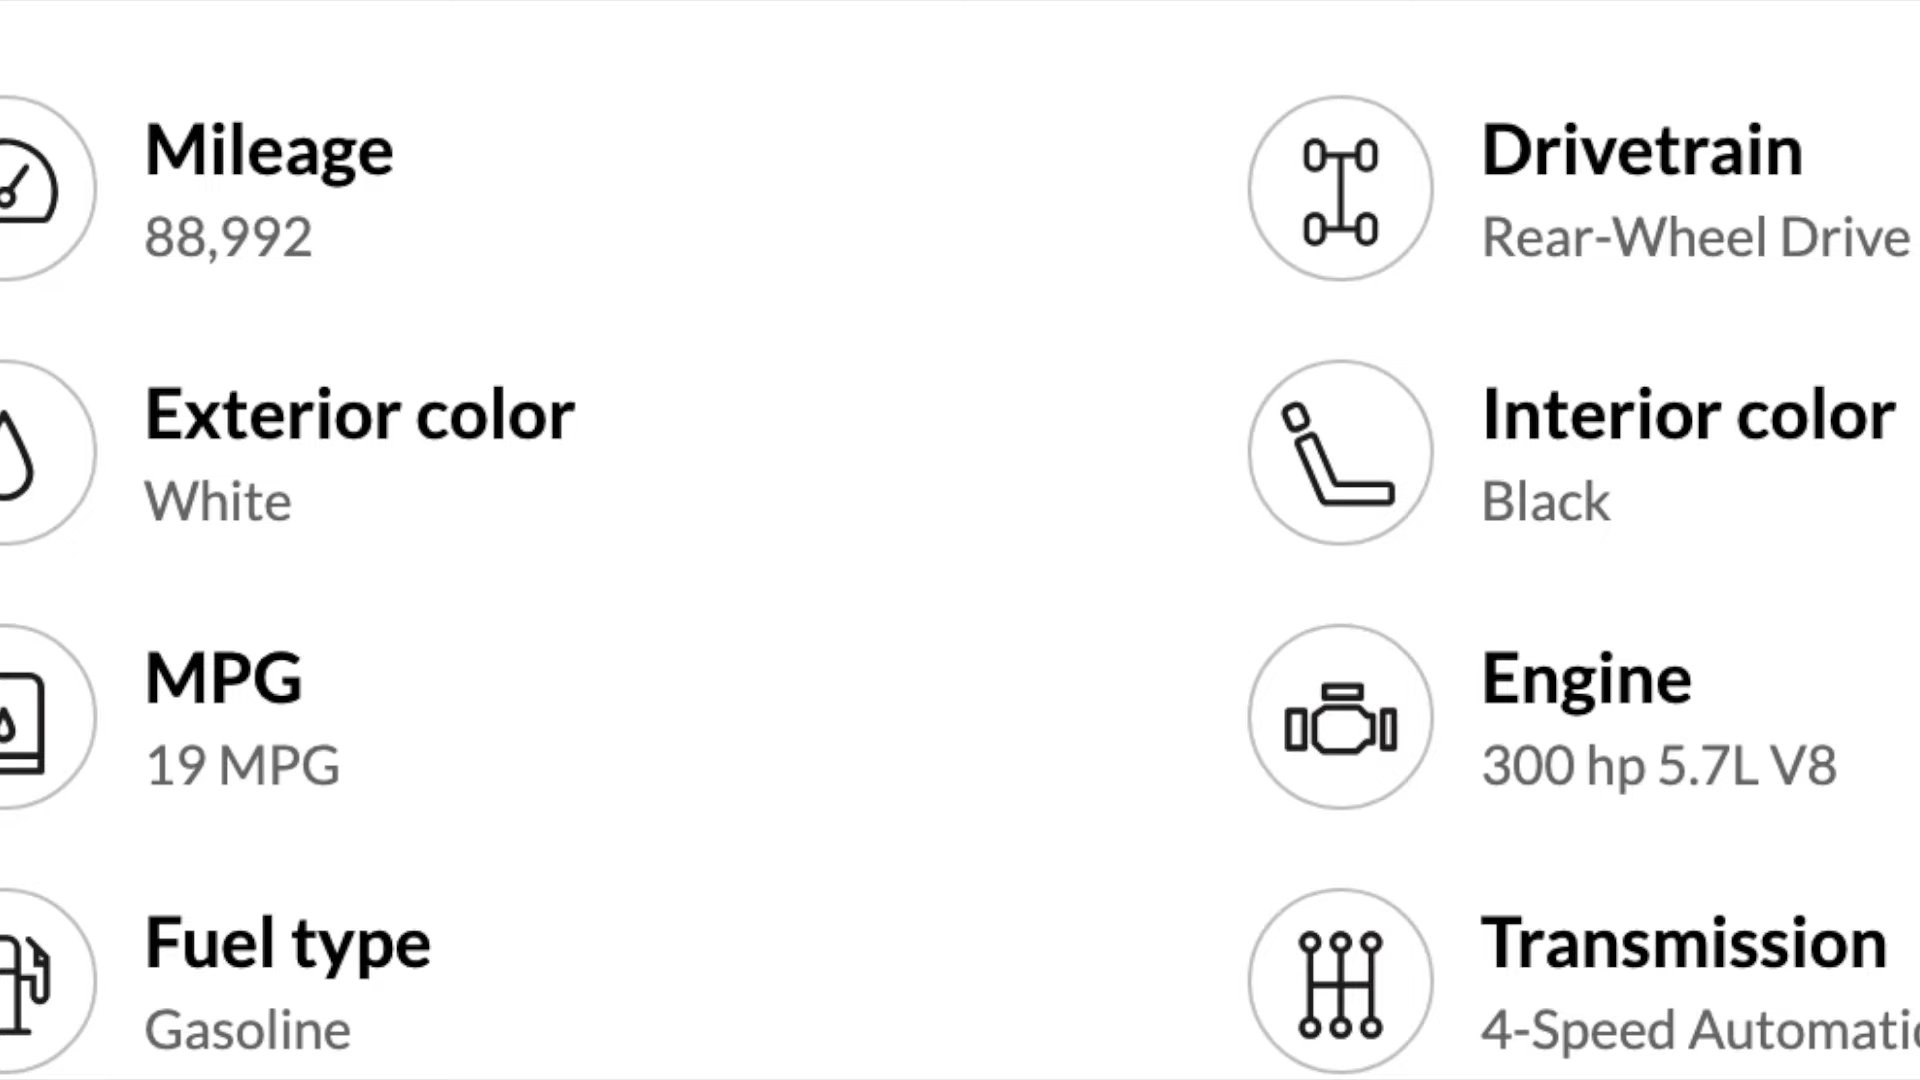 Mileage
88,992
Drivetrain
Rear-Wheel Drive
Exterior color
White
Interior color
Black
MPG
19 MPG
Engine
300 hp 5.7L V8
Fuel type
Gasoline
Transmission
4-Speed Automatic